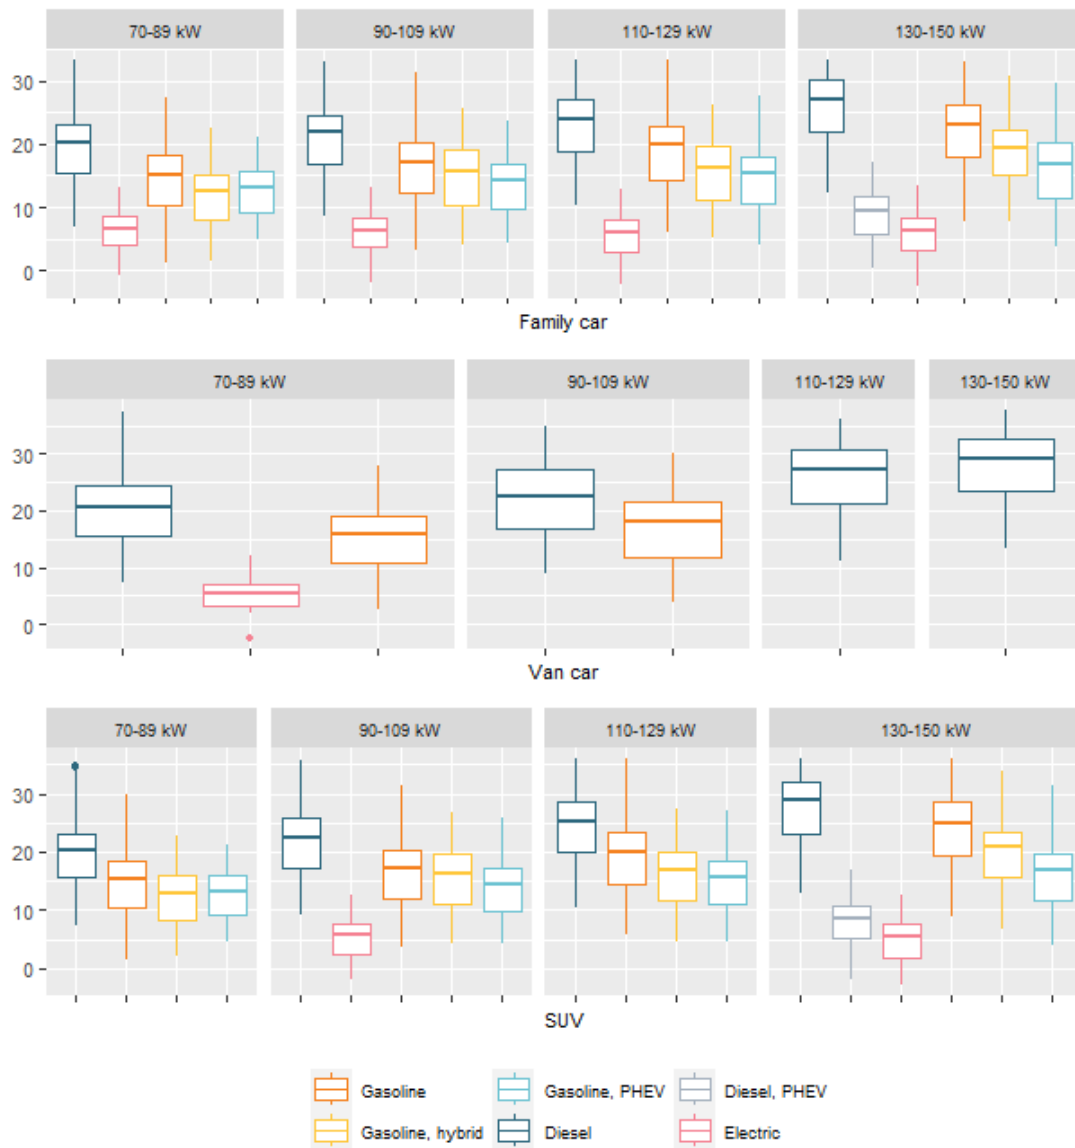 70-89 kW 90-109 kW 110-129 kW 130-150 kW
30
20
10
0
Family car
70-89 kW 90-109 kW 110-129 kW 130-150 kW
30
20
10
0
Van car
70-89 kW 90-109 kW 110-129 kW 130-150 kW
30
20
10
0
SUV
Gasoline Gasoline, PHEV Diesel, PHEV
Gasoline, hybrid Diesel Electric